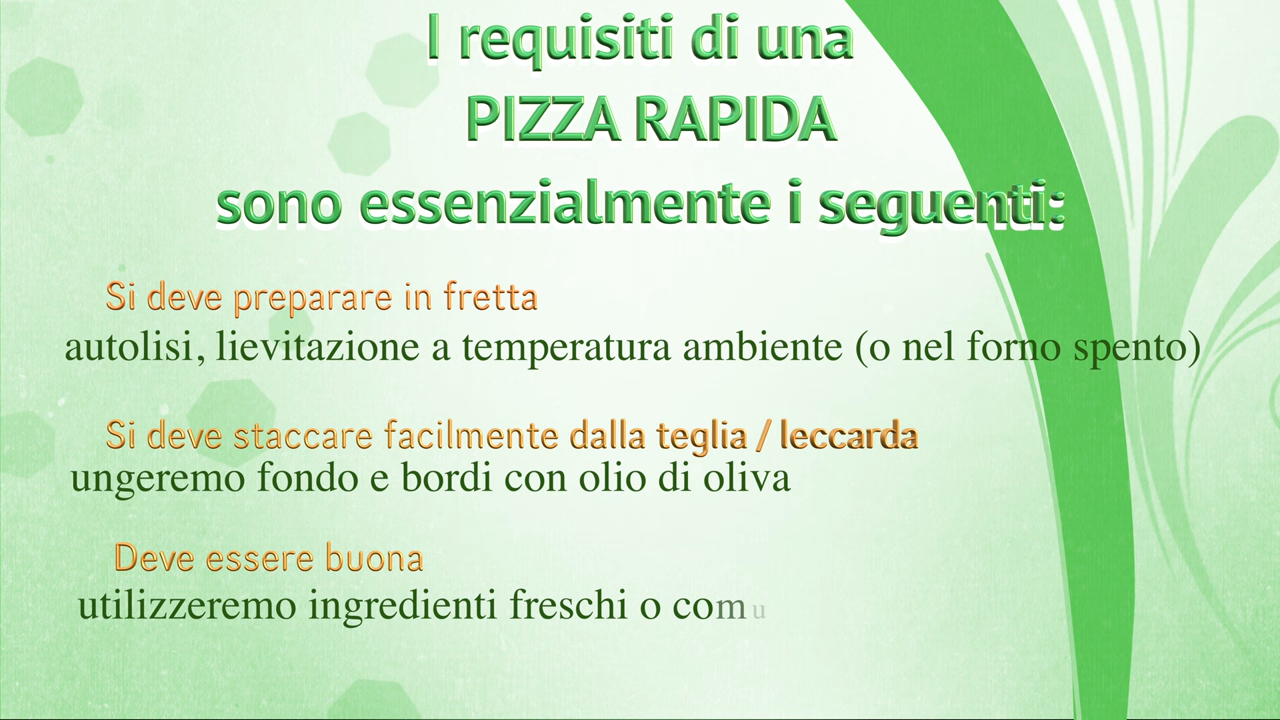 I requisiti di una
PIZZA RAPIDA
sono essenzialmente i seguenti:
Si deve preparare in fretta
autolisi, lievitazione a temperatura ambiente (o nel forno spento)
Si deve staccare facilmente dalla teglia / leccarda
ungeremo fondo e bordi con olio di oliva
Deve essere buona
utilizzeremo ingredienti freschi o comu